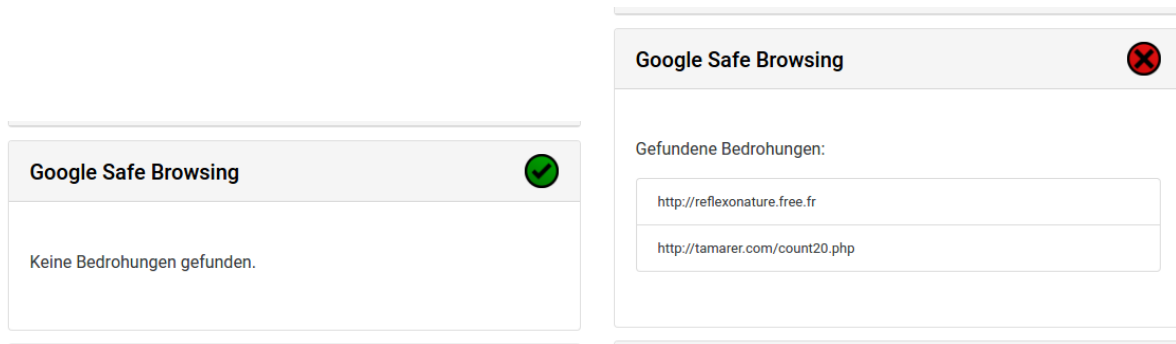 Google Safe Browsing
Keine Bedrohungen gefunden.
Google Safe Browsing
Gefundene Bedrohungen:
http://reflexonature.free.fr
http://tamarer.com/count20.php